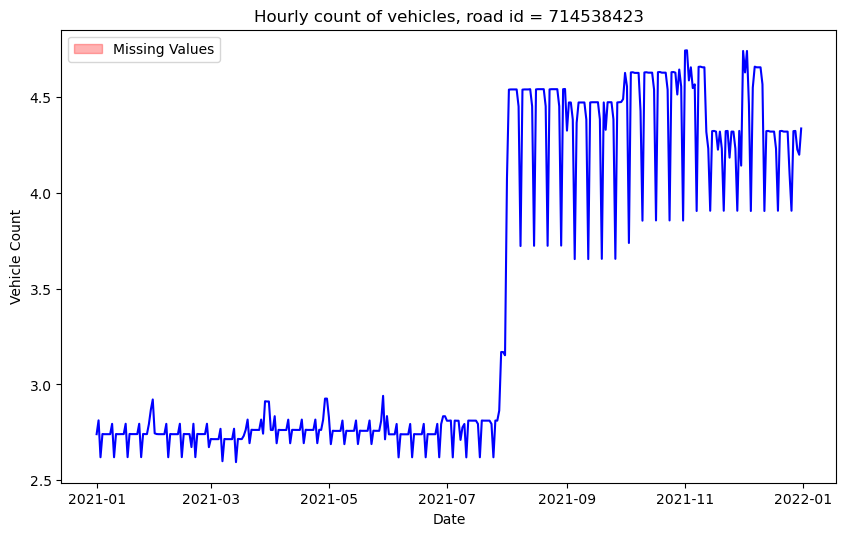 Hourly count of vehicles, road id = 714538423
Missing Values
4.5
4.0
3.5
3.0
2.5
Vehicle Count
2021-01 2021-03 2021-05 2021-07 2021-09 2021-11 2022-01
Date